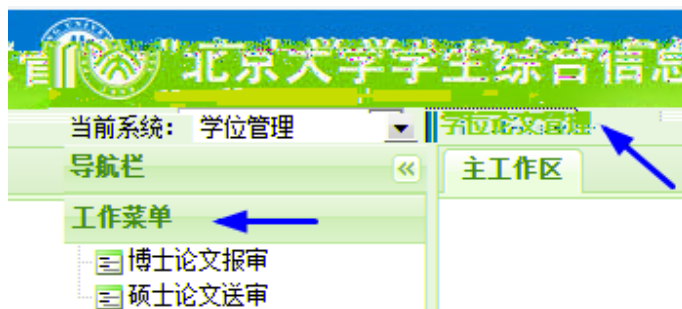 北京大学学生综合信息
当前系统： 学位管理
导航栏
主工作区
工作菜单
博士论文报审
硕士论文送审